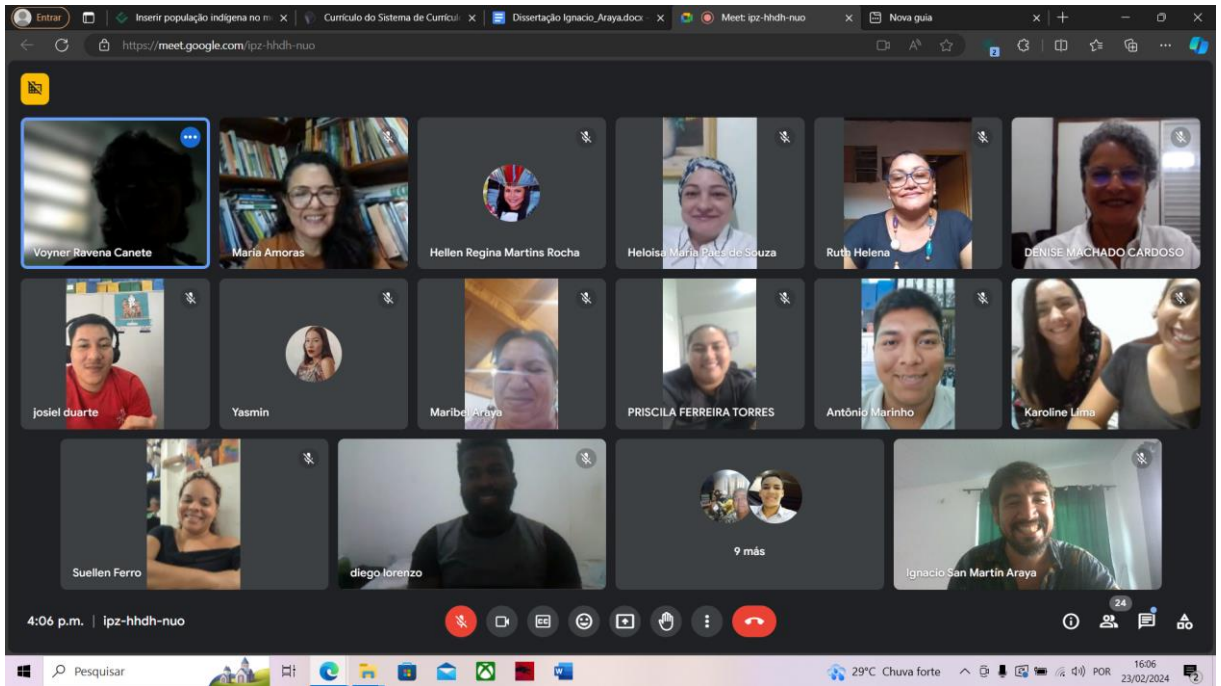 Entrar
Inserir população indígena no m
Currículo do Sistema de Currícul
Dissertação Ignacio_Araya.docx -
Meet: ipz-hhdh-nuo
Nova guia
https://meet.google.com/ipz-hhdh-nuo
2
Voyner Ravena Canete
Maria Amoras
Hellen Regina Martins Rocha
Heloisa Maria Paes de Souza
Ruth Helena
DENISE MACHADO CARDOSO
josiel duarte
Yasmin
Maribel Araya
PRISCILA FERREIRA TORRES
Antônio Marinho
Karoline Lima
Suellen Ferro
diego lorenzo
9 más
Ignacio San Martín Araya
4:06 p.m. | ipz-hhdh-nuo
CC
24
Pesquisar
W
29°C Chuva forte
POR
16:06
23/02/2024
2